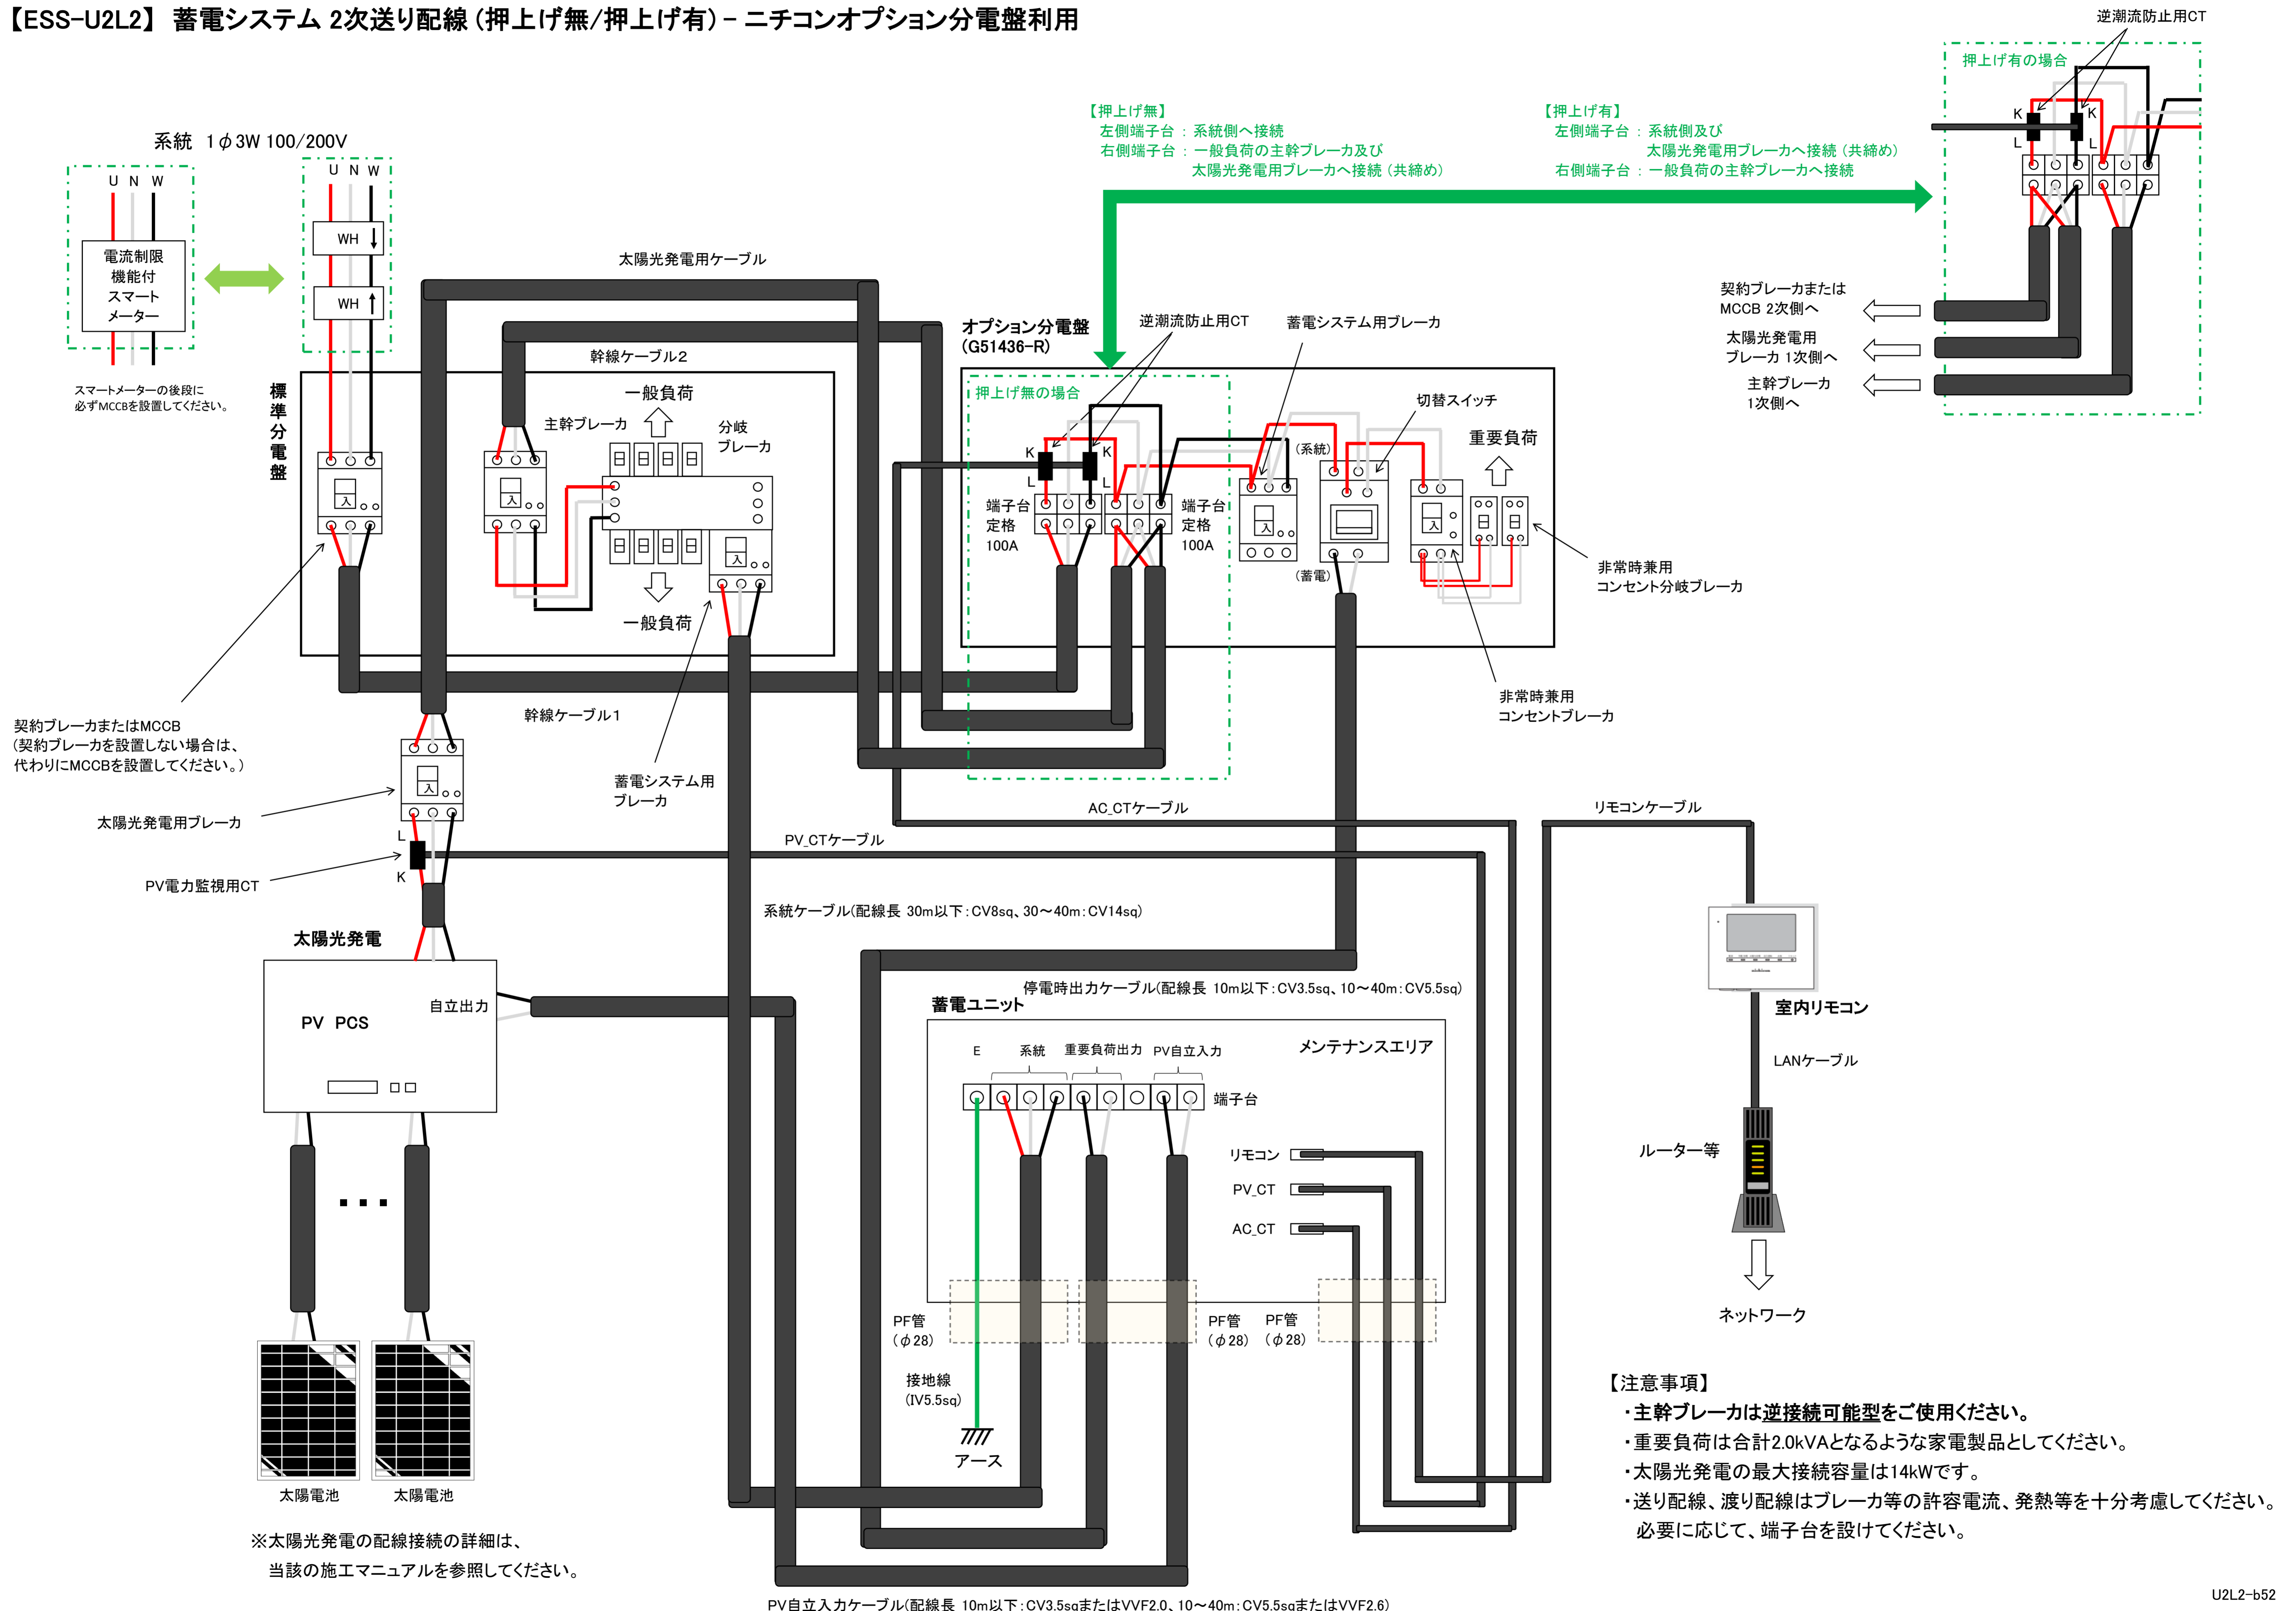 【ESS-U2L2】 蓄電システム 2次送り配線 (押上げ無/押上げ有) - ニチコンオプション分電盤利用
逆潮流防止用CT
押上げ有の場合
K
K
L
L
【押上げ無】
左側端子台 : 系統側へ接続
右側端子台 : 一般負荷の主幹ブレーカ及び
太陽光発電用ブレーカへ接続 (共締め)
【押上げ有】
左側端子台 : 系統側及び
太陽光発電用ブレーカへ接続 (共締め)
右側端子台 : 一般負荷の主幹ブレーカへ接続
契約ブレーカまたは
MCCB 2次側へ
太陽光発電用
ブレーカ 1次側へ
主幹ブレーカ
1次側へ
系統 1φ3W 100/200V
U N W
U N W
電流制限
機能付
スマート
メーター
WH
WH
スマートメーターの後段に
必ずMCCBを設置してください。
太陽光発電用ケーブル
幹線ケーブル2
標準分電盤
入
主幹ブレーカ
入
一般負荷
分岐
ブレーカ
入
一般負荷
オプション分電盤
(G51436-R)
逆潮流防止用CT
蓄電システム用ブレーカ
押上げ無の場合
切替スイッチ
重要負荷
K
K
L
L
(系統)
端子台
定格
100A
端子台
定格
100A
入
(蓄電)
入
非常時兼用
コンセント分岐ブレーカ
非常時兼用
コンセントブレーカ
幹線ケーブル1
契約ブレーカまたはMCCB
(契約ブレーカを設置しない場合は、
代わりにMCCBを設置してください。)
入
太陽光発電用ブレーカ
L
K
PV電力監視用CT
蓄電システム用
ブレーカ
AC_CTケーブル
PV_CTケーブル
リモコンケーブル
系統ケーブル(配線長 30m以下:CV8sq、30～40m:CV14sq)
停電時出力ケーブル(配線長 10m以下:CV3.5sq、10～40m:CV5.5sq)
太陽光発電
自立出力
PV PCS
蓄電ユニット
メンテナンスエリア
E
系統
重要負荷出力
PV自立入力
端子台
リモコン
PV_CT
AC_CT
PF管
(φ28)
PF管
(φ28)
PF管
(φ28)
接地線
(IV5.5sq)
アース
室内リモコン
LANケーブル
ルーター等
ネットワーク
太陽電池
太陽電池
※太陽光発電の配線接続の詳細は、
当該の施工マニュアルを参照してください。
【注意事項】
・主幹ブレーカは逆接続可能型をご使用ください。
・重要負荷は合計2.0kVAとなるような家電製品としてください。
・太陽光発電の最大接続容量は14kWです。
・送り配線、渡り配線はブレーカ等の許容電流、発熱等を十分考慮してください。
必要に応じて、端子台を設けてください。
PV自立入力ケーブル(配線長 10m以下:CV3.5sqまたはVVF2.0、10～40m:CV5.5sqまたはVVF2.6)
U2L2-b52